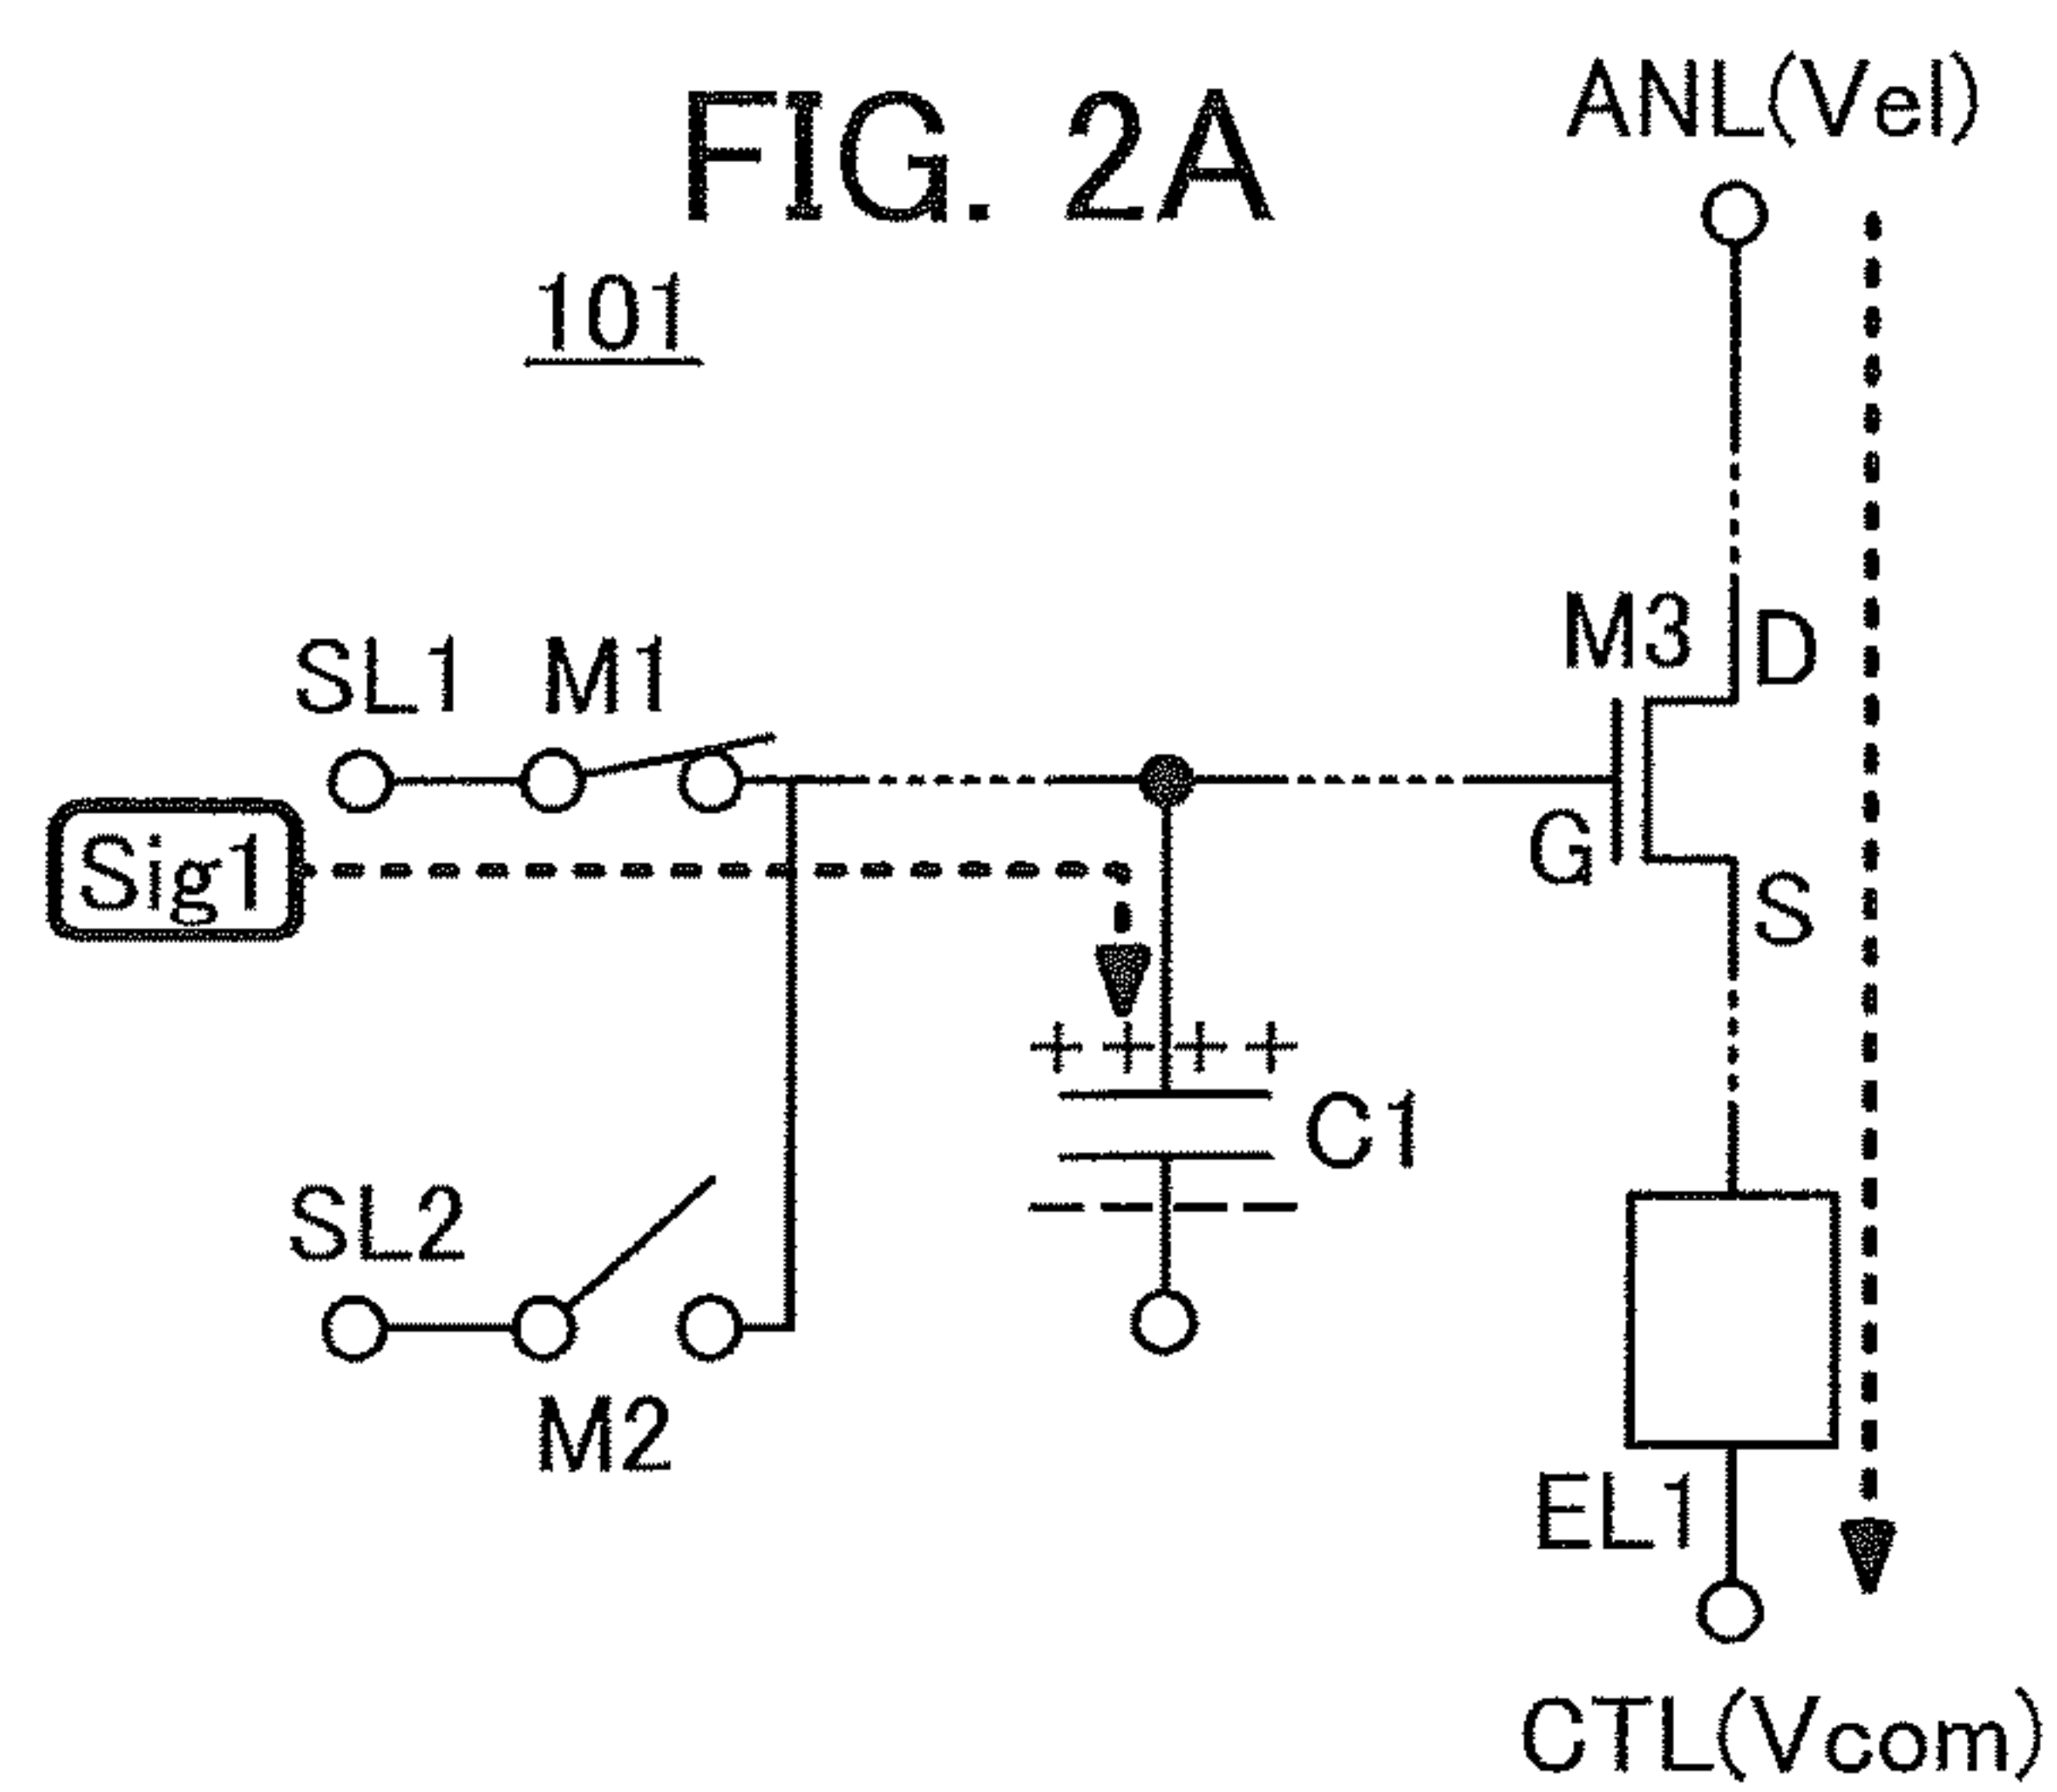 FIG. 2A
ANL(Vel)
101
M3
D
SL1
M1
Sig1
G
S
+ + + +
C1
SL2
M2
EL1
CTL(Vcom)